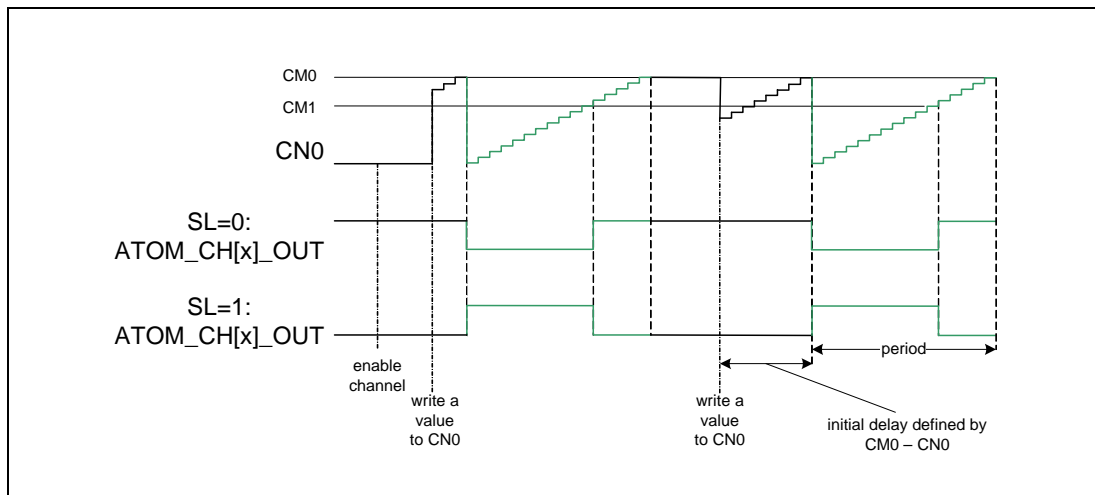 CM0
CM1
CN0
SL=0:
ATOM_CH[x]_OUT
SL=1:
ATOM_CH[x]_OUT
period
enable
channel
write a
value
to CN0
write a
value
to CN0
initial delay defined by
CM0 – CN0